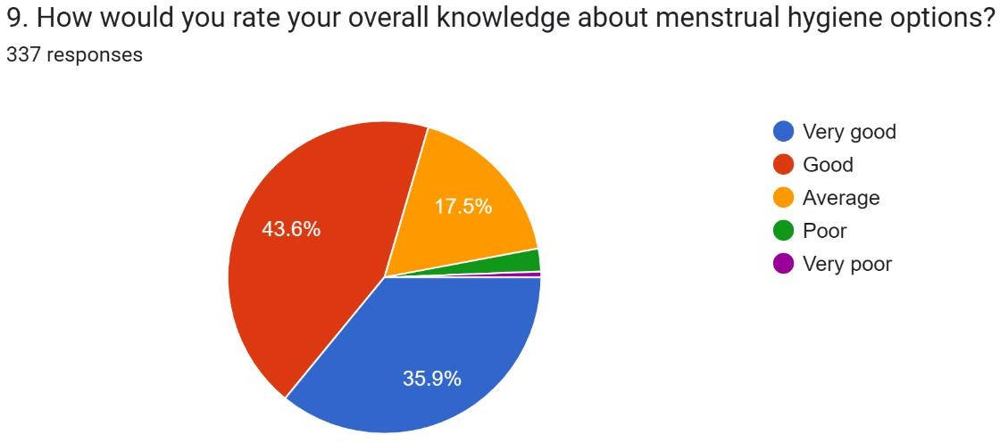 9. How would you rate your overall knowledge about menstrual hygiene options?
337 responses
Very good
Good
Average
Poor
Very poor
17.5%
43.6%
35.9%